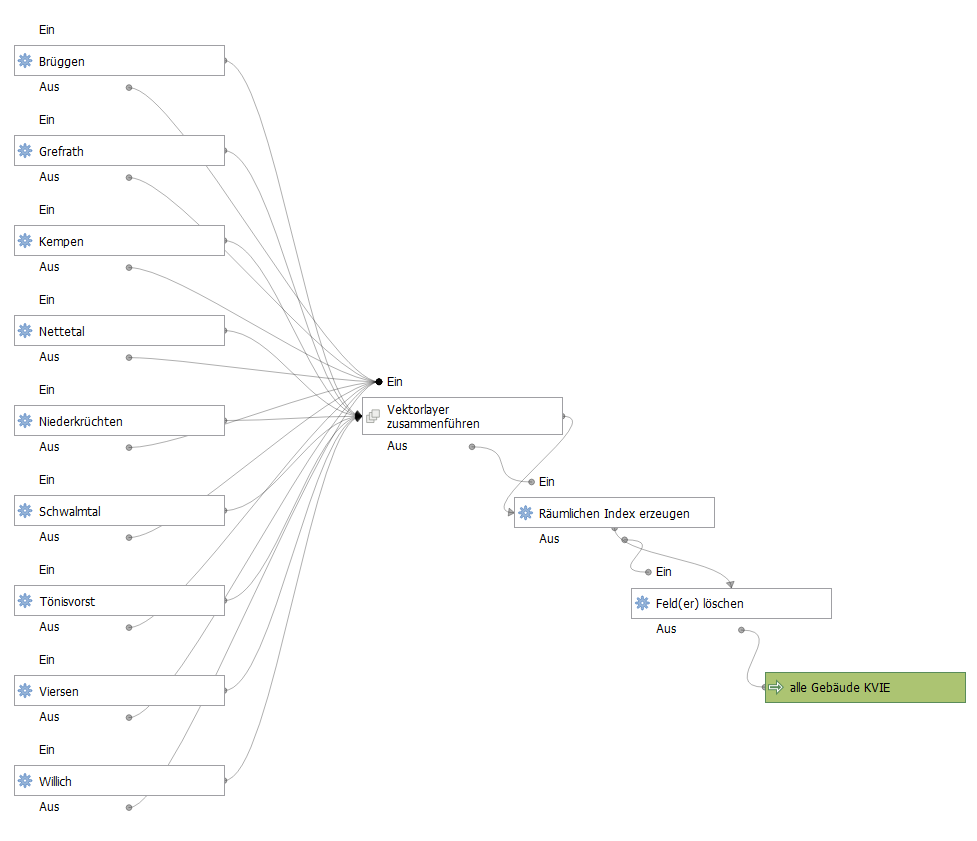 Ein
Brüggen
Aus
Ein
Grefrath
Aus
Ein
Kempen
Aus
Ein
Nettetal
Aus
Ein
Niederkrüchten
Aus
Ein
Schwalmtal
Aus
Ein
Tönisvorst
Aus
Ein
Viersen
Aus
Ein
Willich
Aus
Ein
Vektorlayer
zusammenführen
Aus
Ein
Räumlichen Index erzeugen
Aus
Ein
Feld(er) löschen
Aus
alle Gebäude KVIE